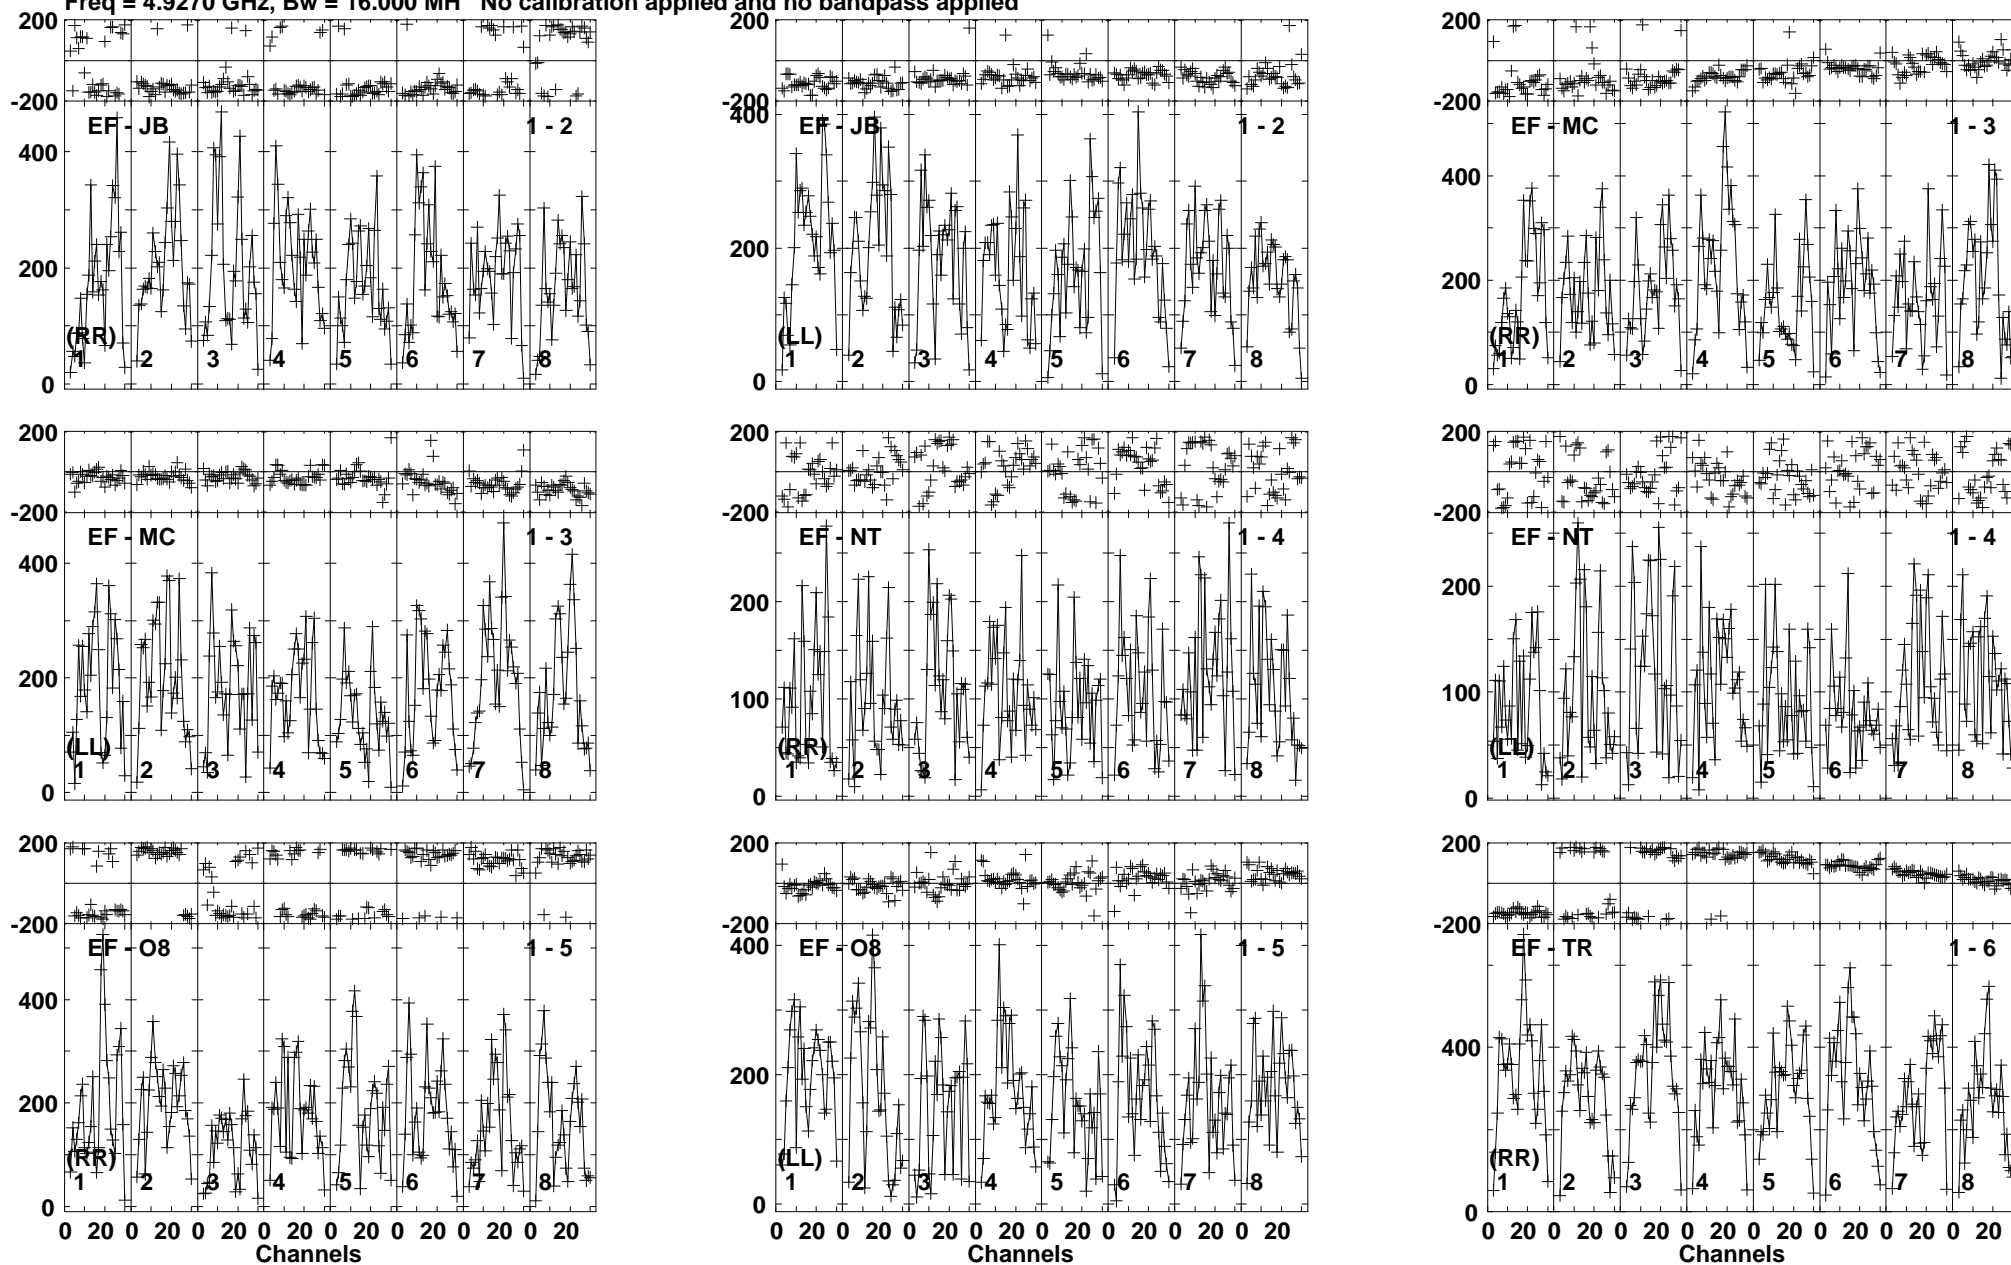 Freq = 4.9270 GHz, Bw = 16.000 MH No calibration applied and no bandpass applied
200 200 200
-200 -200 -200
EF - JB 1 - 2 EF - JB 1 - 2 EF - MC 1 - 3
400 400 400
200 200 200
(RR) (LL) (RR)
1 2 3 4 5 6 7 8 1 2 3 4 5 6 7 8 1 2 3 4 5 6 7 8
0 0 0
200 200 200
-200 -200 -200
EF - MC 1 - 3 EF - NT 1 - 4 EF - NT 1 - 4
400 200 200
200 100 100
(LL) (RR) (LL)
1 2 3 4 5 6 7 8 1 2 3 4 5 6 7 8 1 2 3 4 5 6 7 8
0 0 0
200 200 200
-200 -200 -200
EF - O8 1 - 5 EF - O8 1 - 5 EF - TR 1 - 6
400 400 400
200 200
(RR) (LL) (RR)
1 2 3 4 5 6 7 8 1 2 3 4 5 6 7 8 1 2 3 4 5 6 7 8
0 0 0
0 20 0 20 0 20 0 20 0 20 0 20 0 20 0 20 0 20 0 20 0 20 0 20 0 20 0 20 0 20 0 20 0 20 0 20 0 20 0 20 0 20 0 20 0 20 0 20
Channels Channels Channels